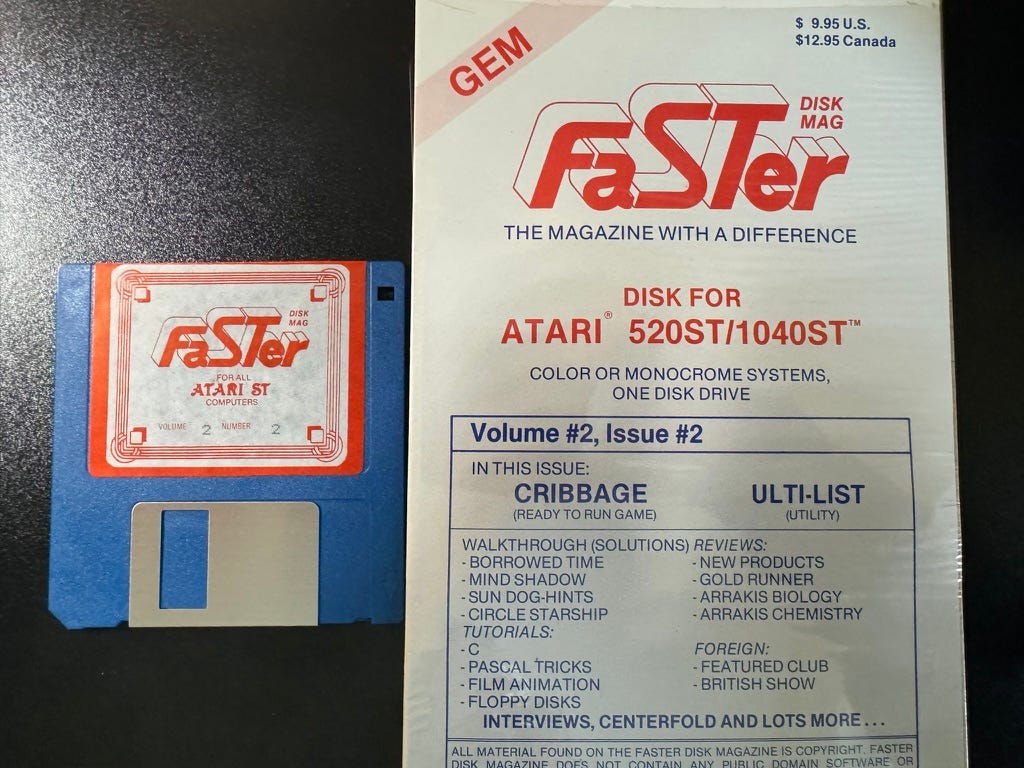 FaSTer DISK
MAG
FOR ALL
ATARI ST
COMPUTERS
VOLUME 2 NUMBER 2
GEM
$ 9.95 U.S.
$12.95 Canada
FaSTer DISK
MAG
THE MAGAZINE WITH A DIFFERENCE
DISK FOR
ATARI® 520ST/1040ST™
COLOR OR MONOCROME SYSTEMS,
ONE DISK DRIVE
Volume #2, Issue #2
IN THIS ISSUE:
CRIBBAGE
(READY TO RUN GAME)
ULTI-LIST
(UTILITY)
WALKTHROUGH (SOLUTIONS)
- BORROWED TIME
- MIND SHADOW
- SUN DOG-HINTS
- CIRCLE STARSHIP
TUTORIALS:
- C
- PASCAL TRICKS
- FILM ANIMATION
- FLOPPY DISKS
REVIEWS:
- NEW PRODUCTS
- GOLD RUNNER
- ARRAKIS BIOLOGY
- ARRAKIS CHEMISTRY
FOREIGN:
- FEATURED CLUB
- BRITISH SHOW
INTERVIEWS, CENTERFOLD AND LOTS MORE . . .
ALL MATERIAL FOUND ON THE FASTER DISK MAGAZINE IS COPYRIGHT. FASTER
DISK MAGAZINE DOES NOT CONTAIN ANY PUBLIC DOMAIN SOFTWARE OR